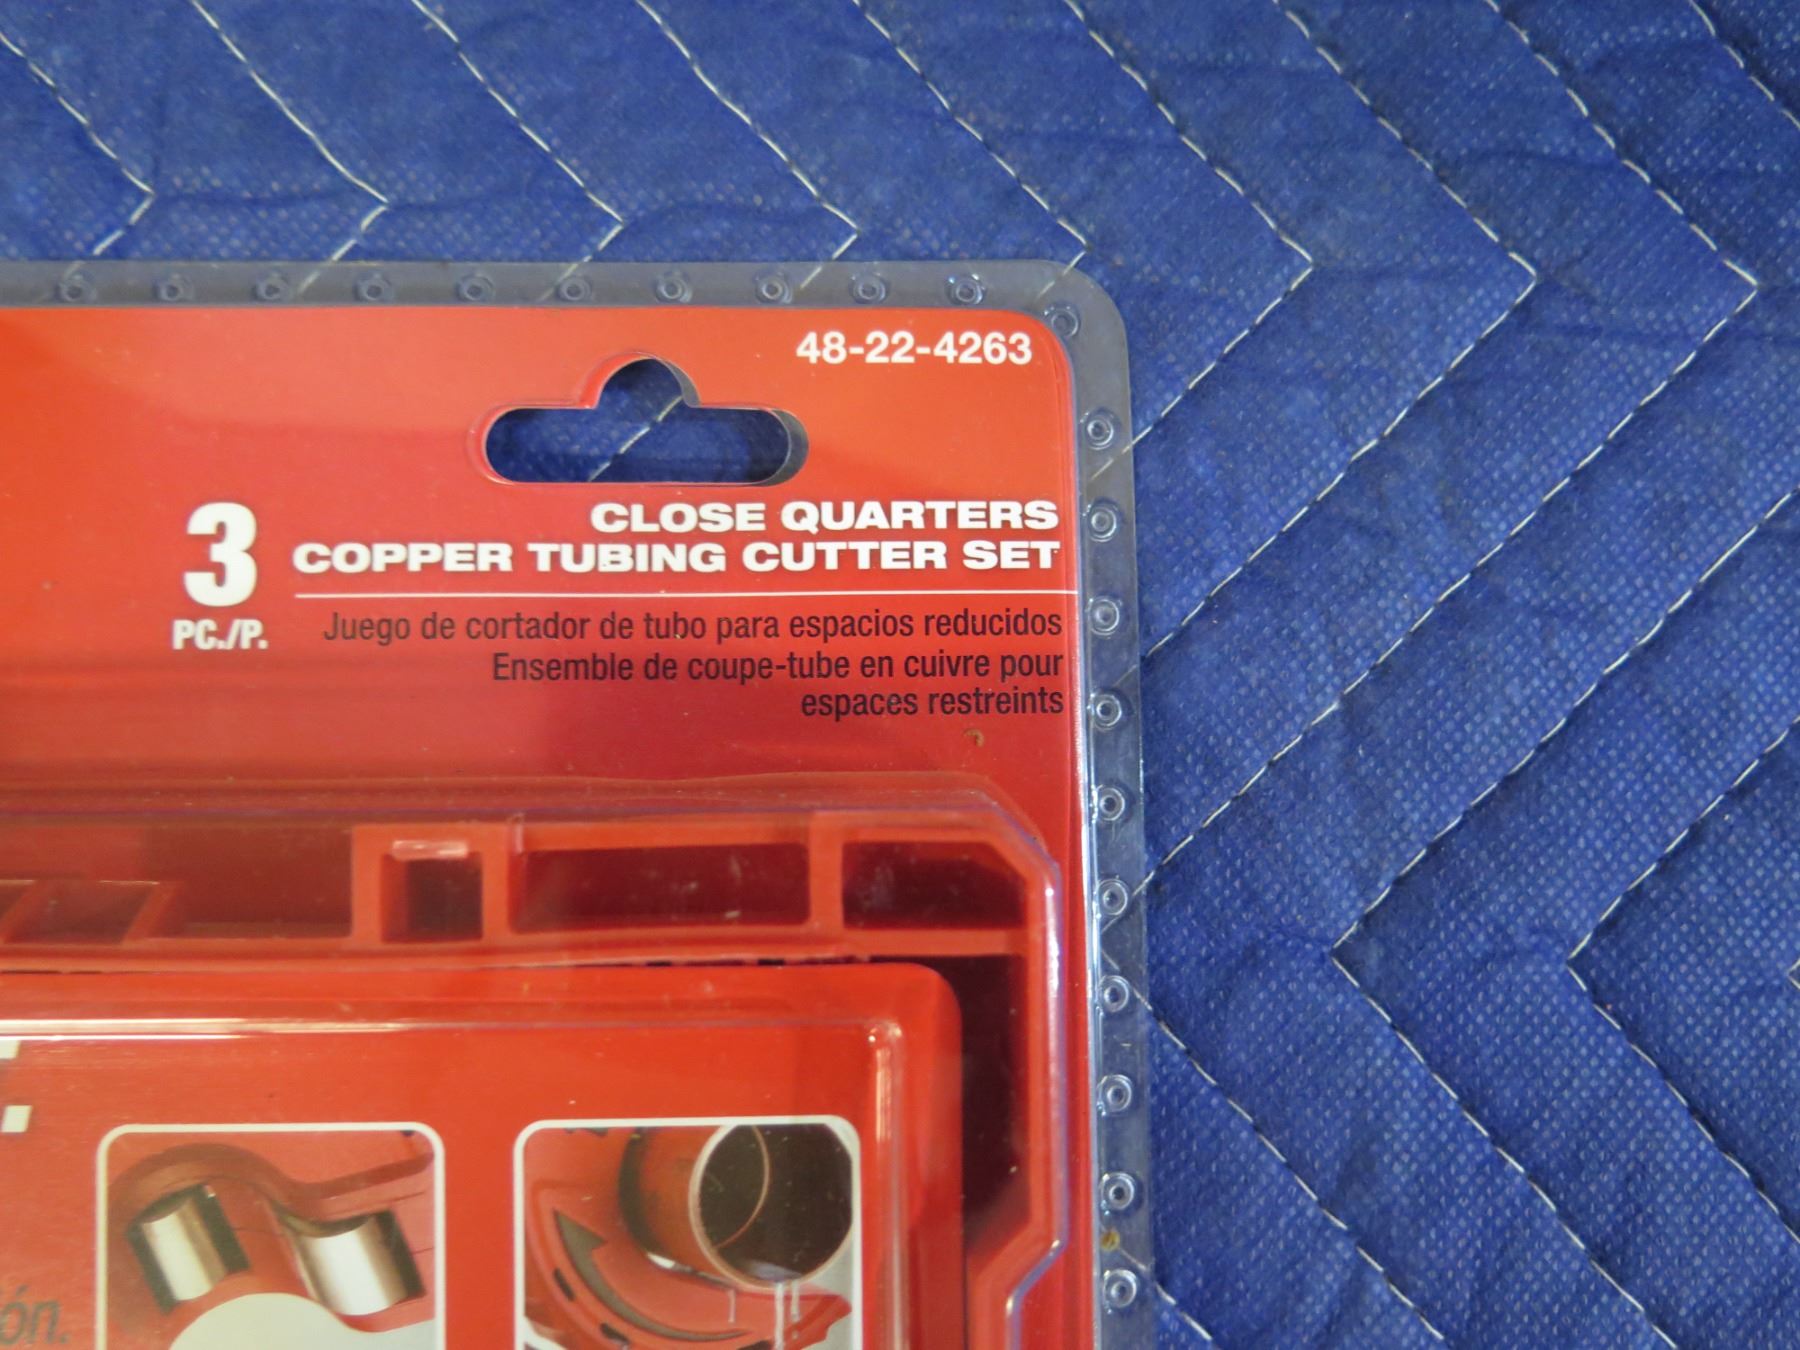 48-22-4263
3
PC./P.
CLOSE QUARTERS
COPPER TUBING CUTTER SET
Juego de cortador de tubo para espacios reducidos
Ensemble de coupe-tube en cuivre pour
espaces restreints